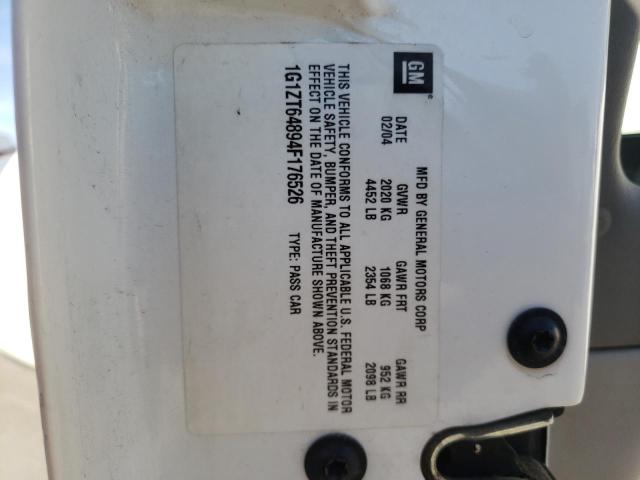 GM
MFD BY GENERAL MOTORS CORP
DATE GVWR GAWR FRT GAWR RR
02/04 2020 KG 1068 KG 952 KG
4452 LB 2354 LB 2098 LB
THIS VEHICLE CONFORMS TO ALL APPLICABLE U.S. FEDERAL MOTOR
VEHICLE SAFETY, BUMPER, AND THEFT PREVENTION STANDARDS IN
EFFECT ON THE DATE OF MANUFACTURE SHOWN ABOVE.
1G1ZT64894F176526 TYPE: PASS CAR